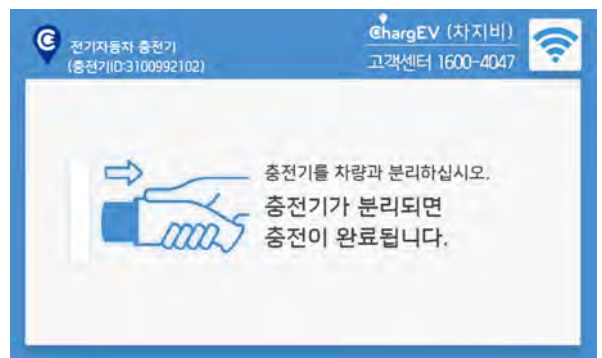 전기자동차 충전기
(충전기ID:3100992102)
ChargEV (차지비)
고객센터 1600-4047
충전기를 차량과 분리하십시오.
충전기가 분리되면
충전이 완료됩니다.